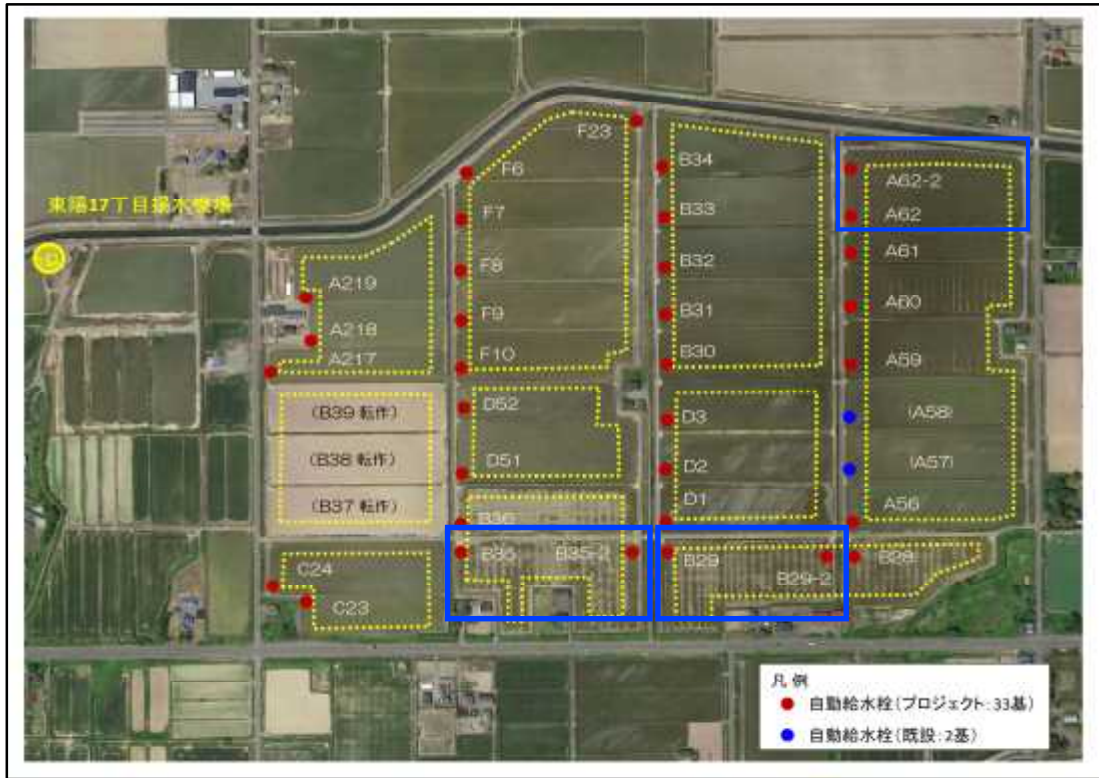 東陽17丁目揚水機場
F23
F6
F7
F8
F9
F10
B34
B33
B32
B31
B30
A62-2
A62
A61
A60
A59
(A58)
(A57)
A56
A219
A218
A217
(B39 転作)
(B38 転作)
(B37 転作)
D52
D51
D3
D2
D1
B36
B35
B35-2
B29
B29-2
B28
C24
C23
凡 例
自動給水栓(プロジェクト:33基)
自動給水栓(既設:2基)